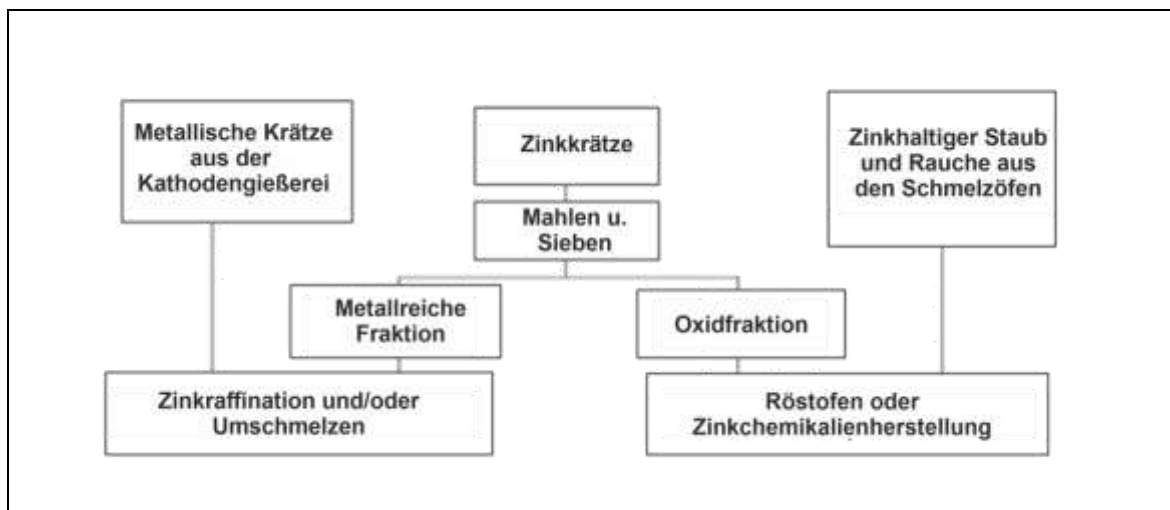 Metallische Krätze
aus der
Kathodengießerei
Zinkkrätze
Zinkhaltiger Staub
und Rauche aus
den Schmelzöfen
Mahlen u.
Sieben
Metallreiche
Fraktion
Oxidfraktion
Zinkraffination und/oder
Umschmelzen
Röstofen oder
Zinkchemikalienherstellung